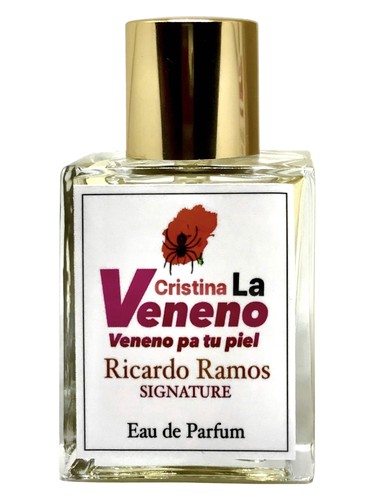 Cristina La
Veneno
Veneno pa tu piel
Ricardo Ramos
SIGNATURE
Eau de Parfum